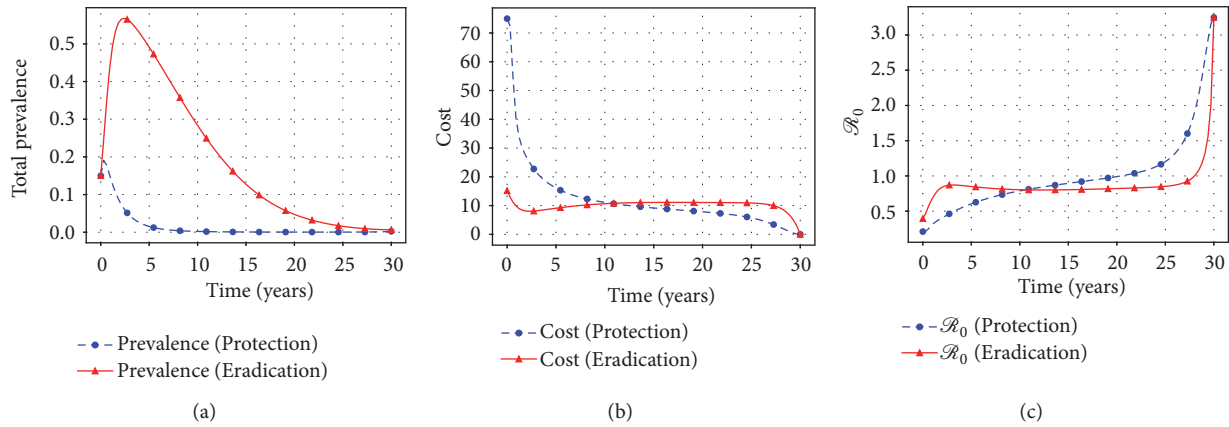 Total prevalence
0.5
0.4
0.3
0.2
0.1
0.0
0 5 10 15 20 25 30
Time (years)
Prevalence (Protection)
Prevalence (Eradication)
(a)
Cost
70
60
50
40
30
20
10
0
0 5 10 15 20 25 30
Time (years)
Cost (Protection)
Cost (Eradication)
(b)
ℛ0
3.0
2.5
2.0
1.5
1.0
0.5
0 5 10 15 20 25 30
Time (years)
ℛ0 (Protection)
ℛ0 (Eradication)
(c)